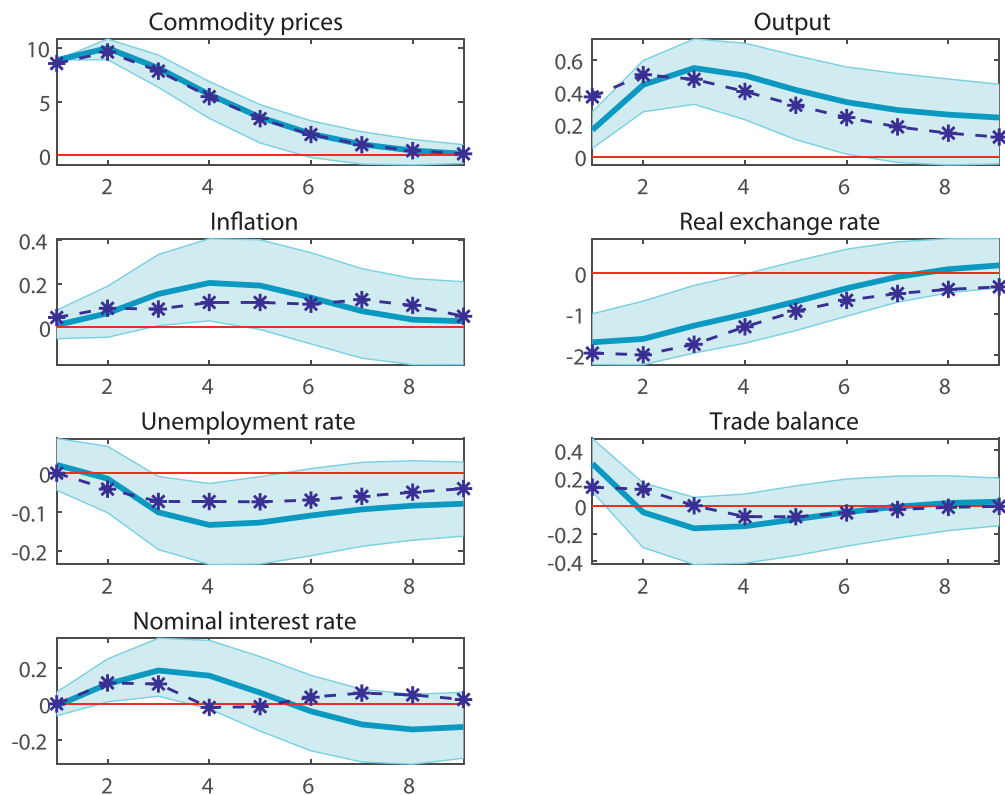 Commodity prices
10
5
0
2 4 6 8
Output
0.6
0.4
0.2
0
2 4 6 8
Inflation
0.4
0.2
0
2 4 6 8
Real exchange rate
0
-1
-2
2 4 6 8
Unemployment rate
0
-0.1
-0.2
2 4 6 8
Trade balance
0.4
0.2
0
-0.2
-0.4
2 4 6 8
Nominal interest rate
0.2
0
-0.2
2 4 6 8